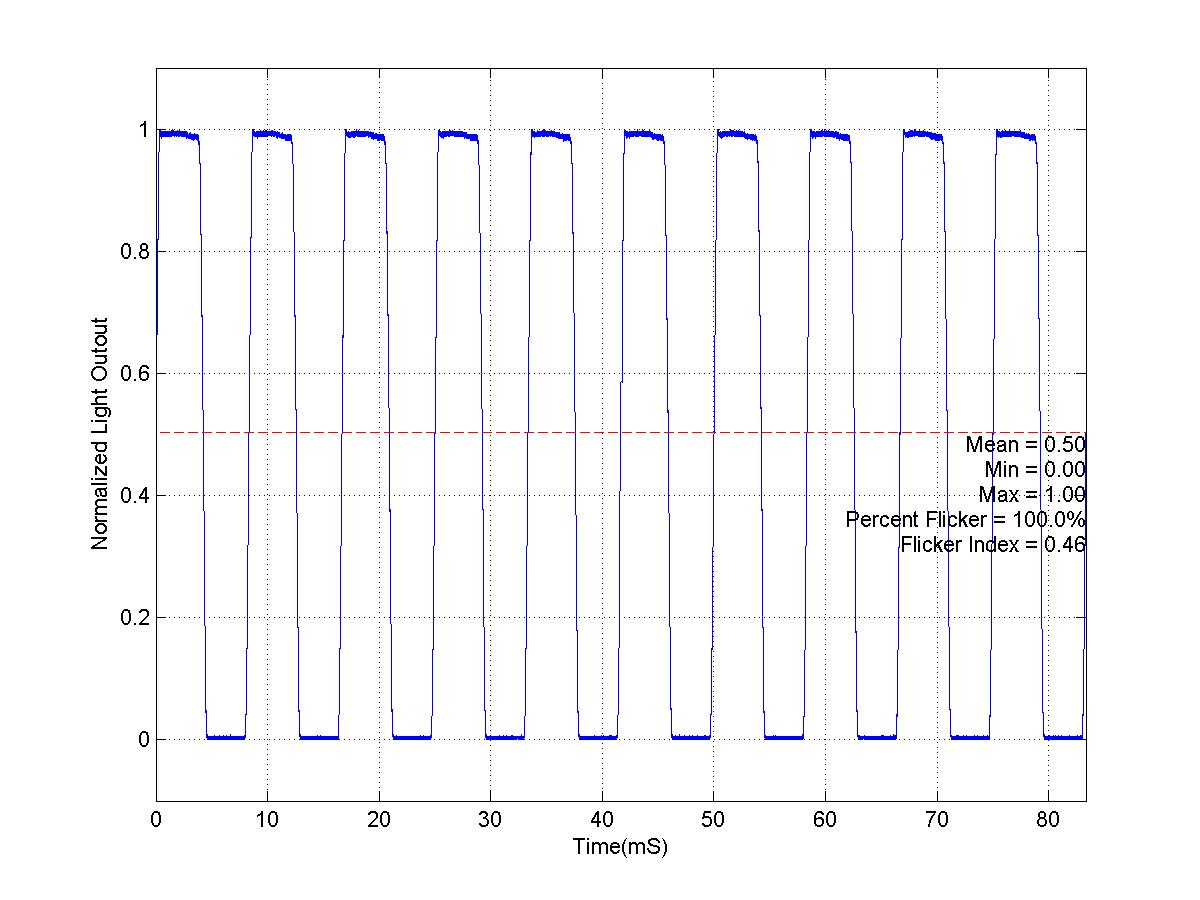 1
0.8
0.6
0.4
0.2
0
Normalized Light Outout
Mean = 0.50
Min = 0.00
Max = 1.00
Percent Flicker = 100.0%
Flicker Index = 0.46
0 10 20 30 40 50 60 70 80
Time(mS)